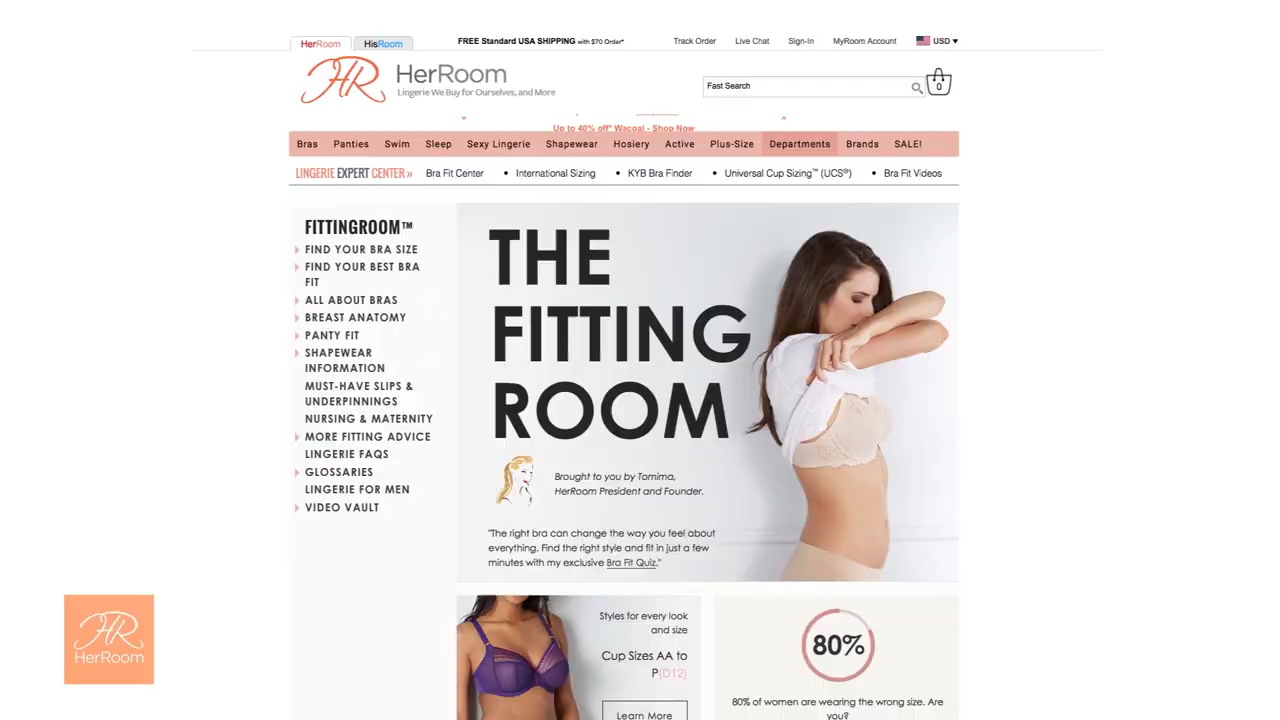 HerRoom
HisRoom
FREE Standard USA SHIPPING with $70 Order*
Track Order
Live Chat
Sign-In
MyRoom Account
USD
HR
HerRoom
Lingerie We Buy for Ourselves, and More
Fast Search
0
Up to 40% off* Wacoal - Shop Now
Bras Panties Swim Sleep Sexy Lingerie Shapewear Hosiery Active Plus-Size Departments Brands SALE!
LINGERIE EXPERT CENTER »
Bra Fit Center • International Sizing • KYB Bra Finder • Universal Cup Sizing™ (UCS®) • Bra Fit Videos
FITTINGROOM™
FIND YOUR BRA SIZE
FIND YOUR BEST BRA
FIT
ALL ABOUT BRAS
BREAST ANATOMY
PANTY FIT
SHAPEWEAR
INFORMATION
MUST-HAVE SLIPS &
UNDERPINNINGS
NURSING & MATERNITY
MORE FITTING ADVICE
LINGERIE FAQS
GLOSSARIES
LINGERIE FOR MEN
VIDEO VAULT
THE
FITTING
ROOM
Brought to you by Tomima,
HerRoom President and Founder.
"The right bra can change the way you feel about
everything. Find the right style and fit in just a few
minutes with my exclusive Bra Fit Quiz."
Styles for every look
and size
Cup Sizes AA to
P(D12)
Learn More
80%
80% of women are wearing the wrong size. Are
you?
HR
HerRoom